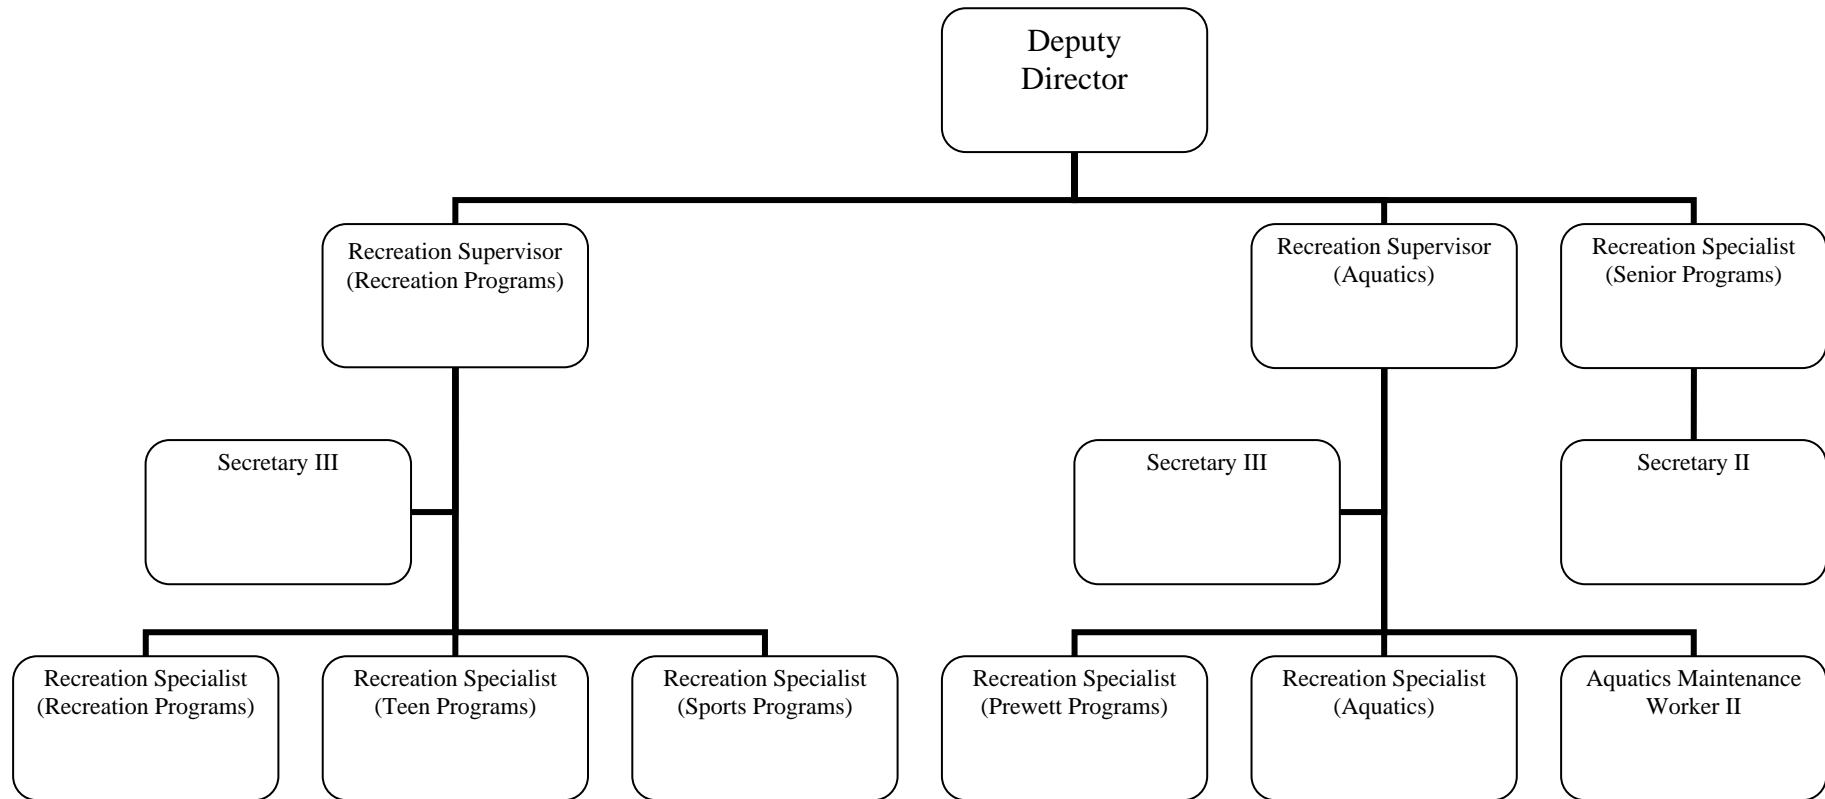 Deputy
Director
Recreation Supervisor
(Recreation Programs)
Recreation Supervisor
(Aquatics)
Recreation Specialist
(Senior Programs)
Secretary III
Secretary III
Secretary II
Recreation Specialist
(Recreation Programs)
Recreation Specialist
(Teen Programs)
Recreation Specialist
(Sports Programs)
Recreation Specialist
(Prewett Programs)
Recreation Specialist
(Aquatics)
Aquatics Maintenance
Worker II